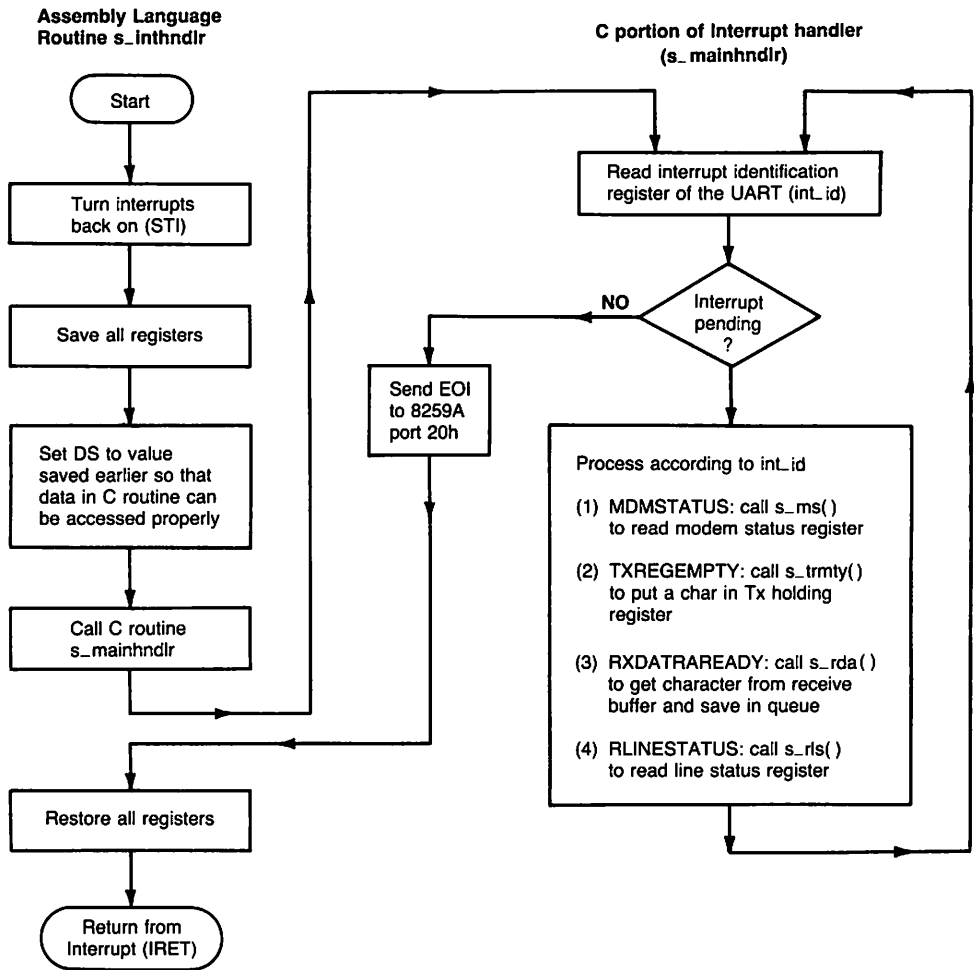 Assembly Language
Routine s_inthndlr
Start
Turn interrupts
back on (STI)
Save all registers
Set DS to value
saved earlier so that
data in C routine can
be accessed properly
Call C routine
s_mainhndlr
Restore all registers
Return from
Interrupt (IRET)
C portion of Interrupt handler
(s_mainhndlr)
Read interrupt identification
register of the UART (int_id)
Interrupt
pending
?
NO
Send EOI
to 8259A
port 20h
Process according to int_id
(1) MDMSTATUS: call s_ms()
to read modem status register
(2) TXREGEMPTY: call s_trmty()
to put a char in Tx holding
register
(3) RXDATRAREADY: call s_rda()
to get character from receive
buffer and save in queue
(4) RLINESTATUS: call s_rls()
to read line status register